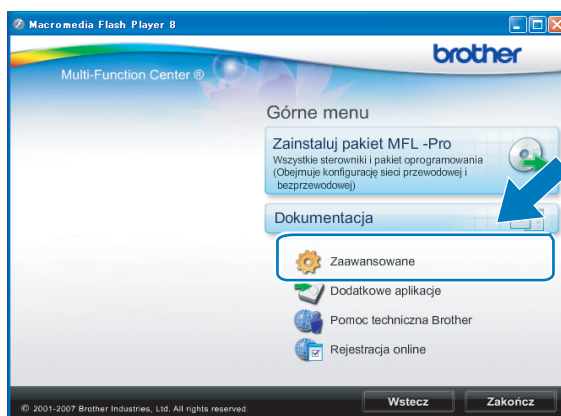 Macromedia Flash Player 8
brother
Multi-Function Center ®
Górne menu
Zainstaluj pakiet MFL -Pro
Wszystkie sterowniki i pakiet oprogramowania
(Obejmuje konfigurację sieci przewodowej i
bezprzewodowej)
Dokumentacja
Zaawansowane
Dodatkowe aplikacje
Pomoc techniczna Brother
Rejestracja online
© 2001-2007 Brother Industries, Ltd. All rights reserved.
Wstecz
Zakończ